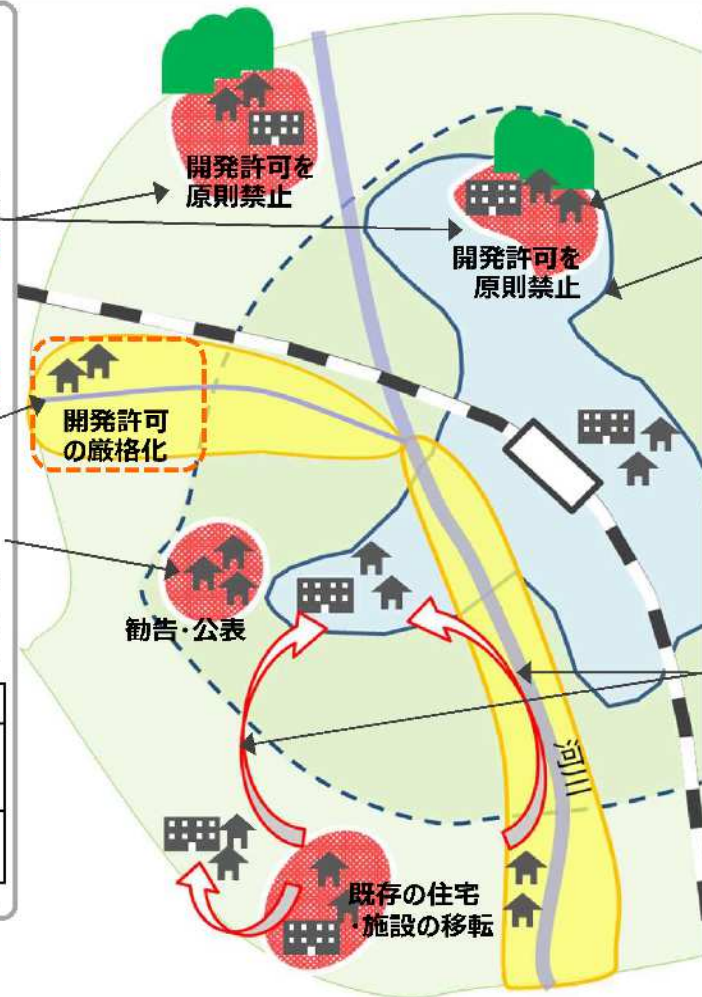 開発許可を
原則禁止
開発許可を
原則禁止
開発許可
の厳格化
勧告・公表
河川
既存の住宅
・施設の移転